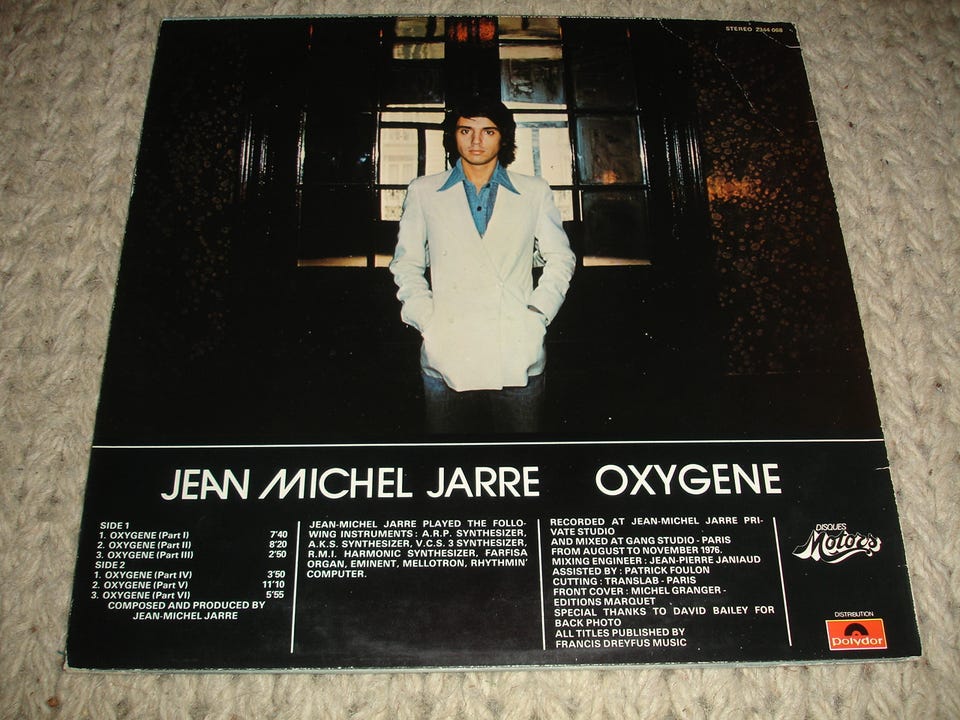 STEREO 2344 068
JEAN MICHEL JARRE OXYGENE
SIDE 1
1. OXYGENE (Part I) 7'40
2. OXYGENE (Part II) 8'20
3. OXYGENE (Part III) 2'50
SIDE 2
1. OXYGENE (Part IV) 3'50
2. OXYGENE (Part V) 11'10
3. OXYGENE (Part VI) 5'55
COMPOSED AND PRODUCED BY
JEAN-MICHEL JARRE
JEAN-MICHEL JARRE PLAYED THE FOLLO-
WING INSTRUMENTS : A.R.P. SYNTHESIZER,
A.K.S. SYNTHESIZER, V.C.S. 3 SYNTHESIZER,
R.M.I. HARMONIC SYNTHESIZER, FARFISA
ORGAN, EMINENT, MELLOTRON, RHYTHMIN'
COMPUTER.
RECORDED AT JEAN-MICHEL JARRE PRI-
VATE STUDIO
AND MIXED AT GANG STUDIO - PARIS
FROM AUGUST TO NOVEMBER 1976.
MIXING ENGINEER : JEAN-PIERRE JANIAUD
ASSISTED BY : PATRICK FOULON
CUTTING : TRANSLAB - PARIS
FRONT COVER : MICHEL GRANGER -
EDITIONS MARQUET
SPECIAL THANKS TO DAVID BAILEY FOR
BACK PHOTO
ALL TITLES PUBLISHED BY
FRANCIS DREYFUS MUSIC
DISQUES
Motors
DISTRIBUTION
polydor